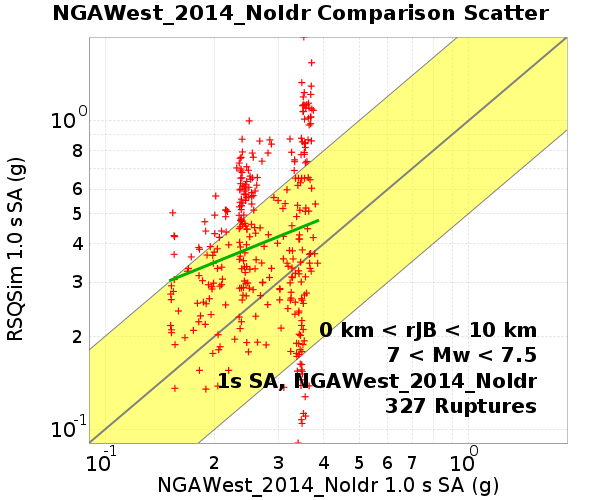 NGAWest_2014_NoIdr Comparison Scatter
RSQSim 1.0 s SA (g)
10⁰
8
6
5
4
3
2
10⁻¹
0 km < rJB < 10 km
7 < Mw < 7.5
1s SA, NGAWest_2014_NoIdr
327 Ruptures
10⁻¹ 2 3 4 5 6 7 10⁰
NGAWest_2014_NoIdr 1.0 s SA (g)